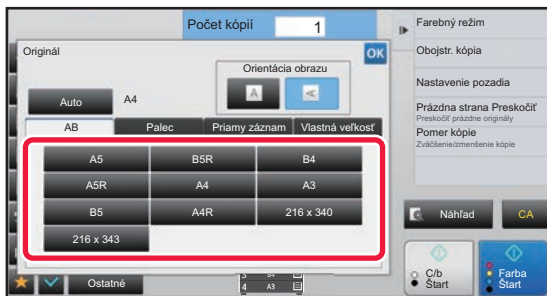 Počet kópií 1
Originál
OK
Orientácia obrazu
A A
Auto A4
AB Palec Priamy záznam Vlastná veľkosť
A5 B5R B4
A5R A4 A3
B5 A4R 216 x 340
216 x 343
Ostatné
4 A3
Farebný režim
Obojstr. kópia
Nastavenie pozadia
Prázdna strana Preskočiť
Preskočiť prázdne originály
Pomer kópie
Zväčšenie/zmenšenie kópie
Náhľad CA
C/b
Štart
Farba
Štart